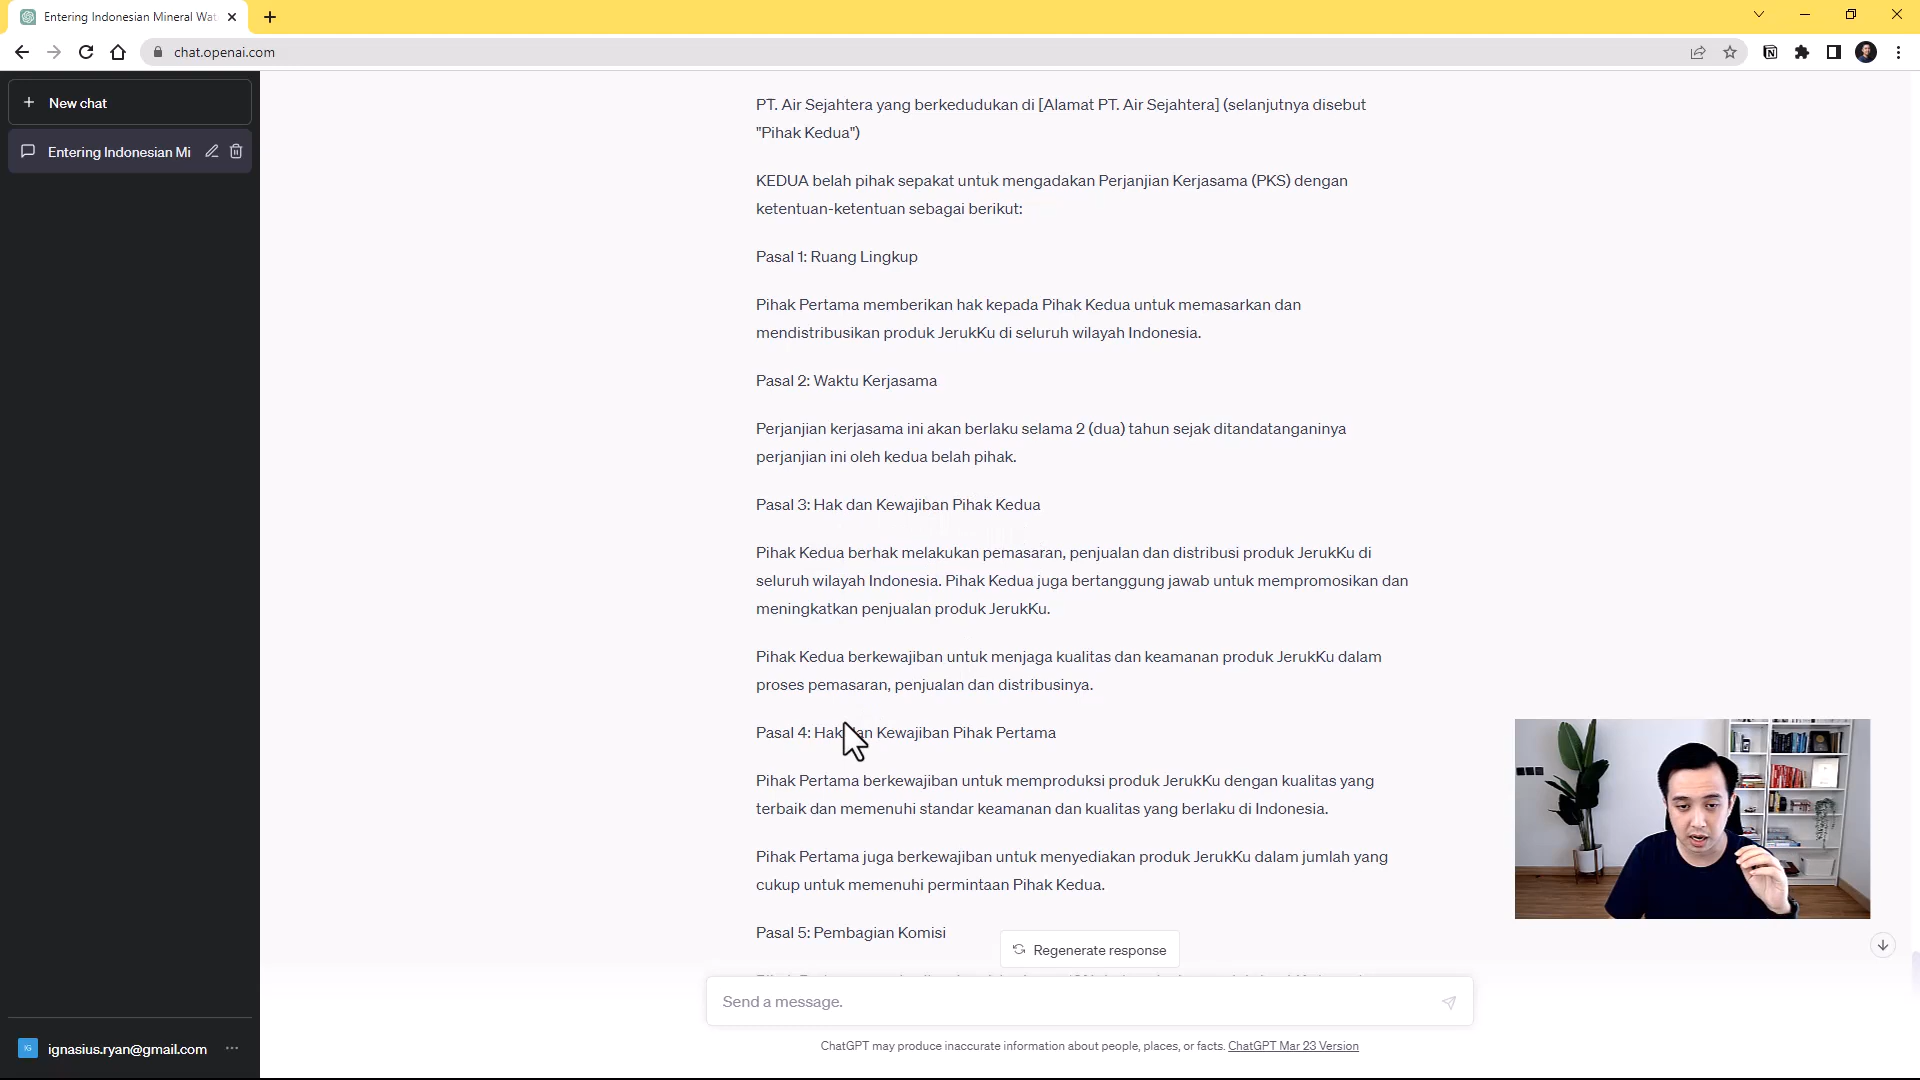 Entering Indonesian Mineral Wat
chat.openai.com
New chat
Entering Indonesian Mi
PT. Air Sejahtera yang berkedudukan di [Alamat PT. Air Sejahtera] (selanjutnya disebut
"Pihak Kedua")
KEDUA belah pihak sepakat untuk mengadakan Perjanjian Kerjasama (PKS) dengan
ketentuan-ketentuan sebagai berikut:
Pasal 1: Ruang Lingkup
Pihak Pertama memberikan hak kepada Pihak Kedua untuk memasarkan dan
mendistribusikan produk JerukKu di seluruh wilayah Indonesia.
Pasal 2: Waktu Kerjasama
Perjanjian kerjasama ini akan berlaku selama 2 (dua) tahun sejak ditandatanganinya
perjanjian ini oleh kedua belah pihak.
Pasal 3: Hak dan Kewajiban Pihak Kedua
Pihak Kedua berhak melakukan pemasaran, penjualan dan distribusi produk JerukKu di
seluruh wilayah Indonesia. Pihak Kedua juga bertanggung jawab untuk mempromosikan dan
meningkatkan penjualan produk JerukKu.
Pihak Kedua berkewajiban untuk menjaga kualitas dan keamanan produk JerukKu dalam
proses pemasaran, penjualan dan distribusinya.
Pasal 4: Hak dan Kewajiban Pihak Pertama
Pihak Pertama berkewajiban untuk memproduksi produk JerukKu dengan kualitas yang
terbaik dan memenuhi standar keamanan dan kualitas yang berlaku di Indonesia.
Pihak Pertama juga berkewajiban untuk menyediakan produk JerukKu dalam jumlah yang
cukup untuk memenuhi permintaan Pihak Kedua.
Pasal 5: Pembagian Komisi
Regenerate response
Send a message.
ChatGPT may produce inaccurate information about people, places, or facts. ChatGPT Mar 23 Version
IG
ignasius.ryan@gmail.com